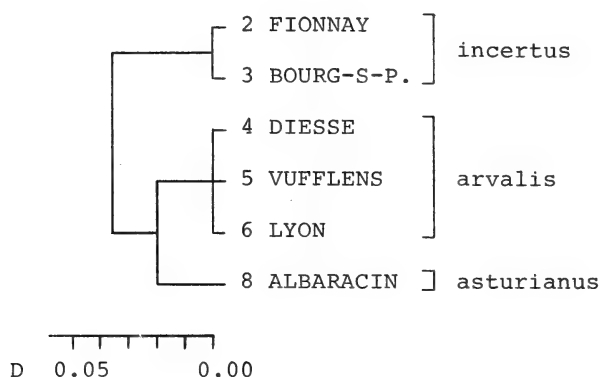 2 FIONNAY
incertus
3 BOURG-S-P.
4 DIESSE
5 VUFFLENS
arvalis
6 LYON
8 ALBARACIN
asturianus
D 0.05 0.00